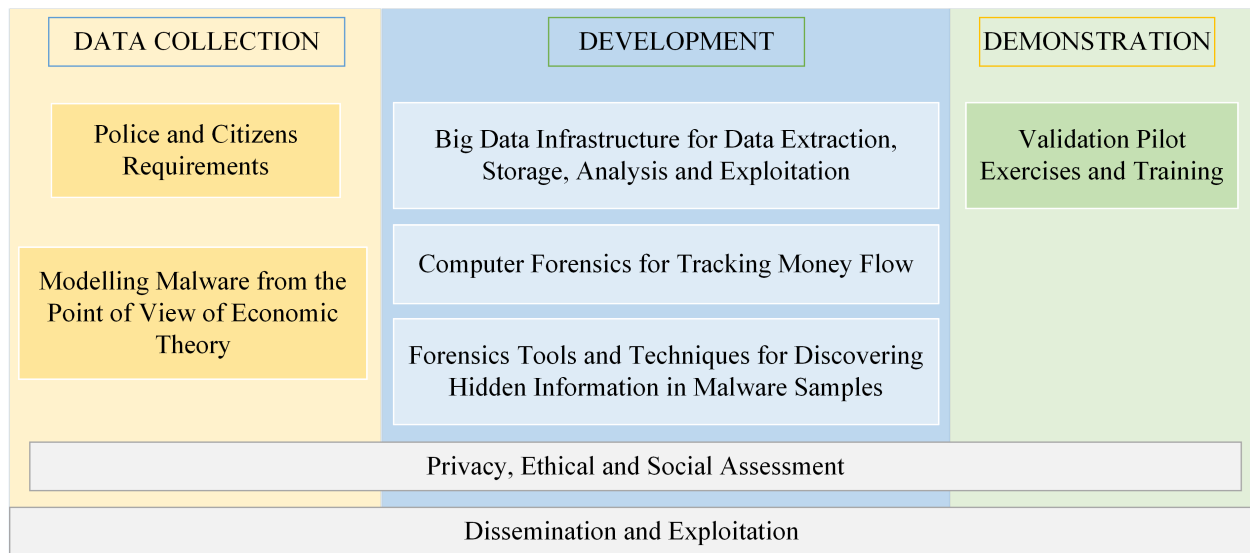 DATA COLLECTION
Police and Citizens
Requirements
Modelling Malware from the
Point of View of Economic
Theory
DEVELOPMENT
Big Data Infrastructure for Data Extraction,
Storage, Analysis and Exploitation
Computer Forensics for Tracking Money Flow
Forensics Tools and Techniques for Discovering
Hidden Information in Malware Samples
DEMONSTRATION
Validation Pilot
Exercises and Training
Privacy, Ethical and Social Assessment
Dissemination and Exploitation